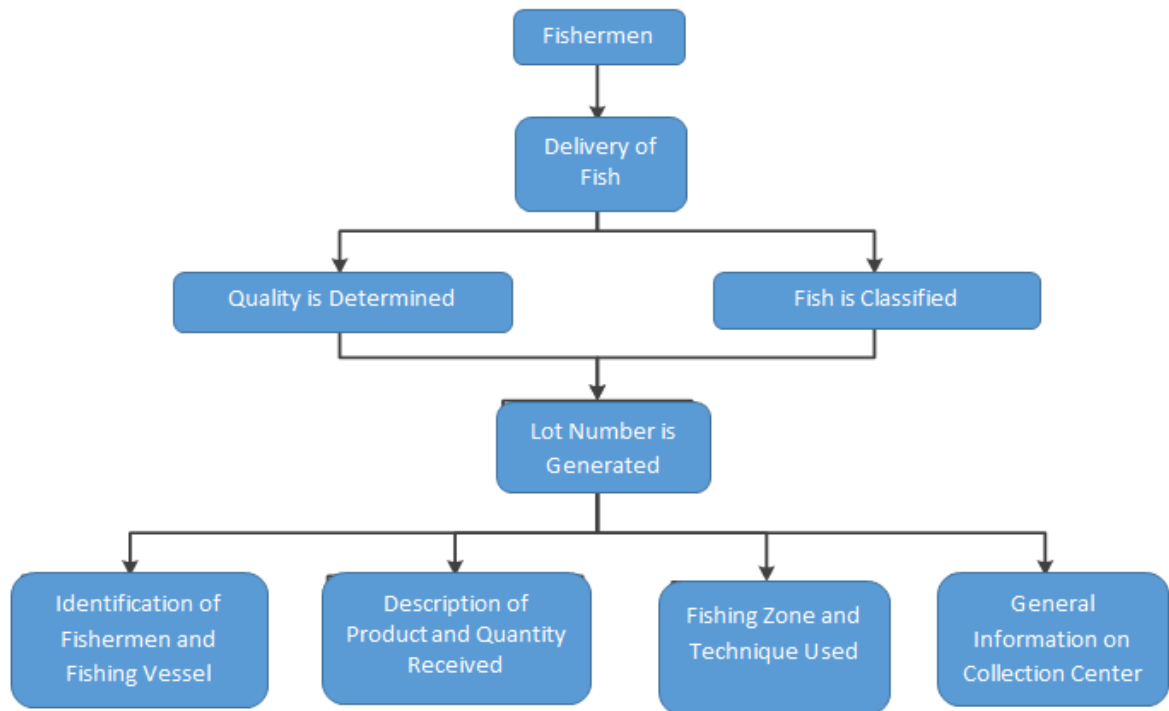 Fishermen
Delivery of
Fish
Quality is Determined
Fish is Classified
Lot Number is
Generated
Identification of
Fishermen and
Fishing Vessel
Description of
Product and Quantity
Received
Fishing Zone and
Technique Used
General
Information on
Collection Center